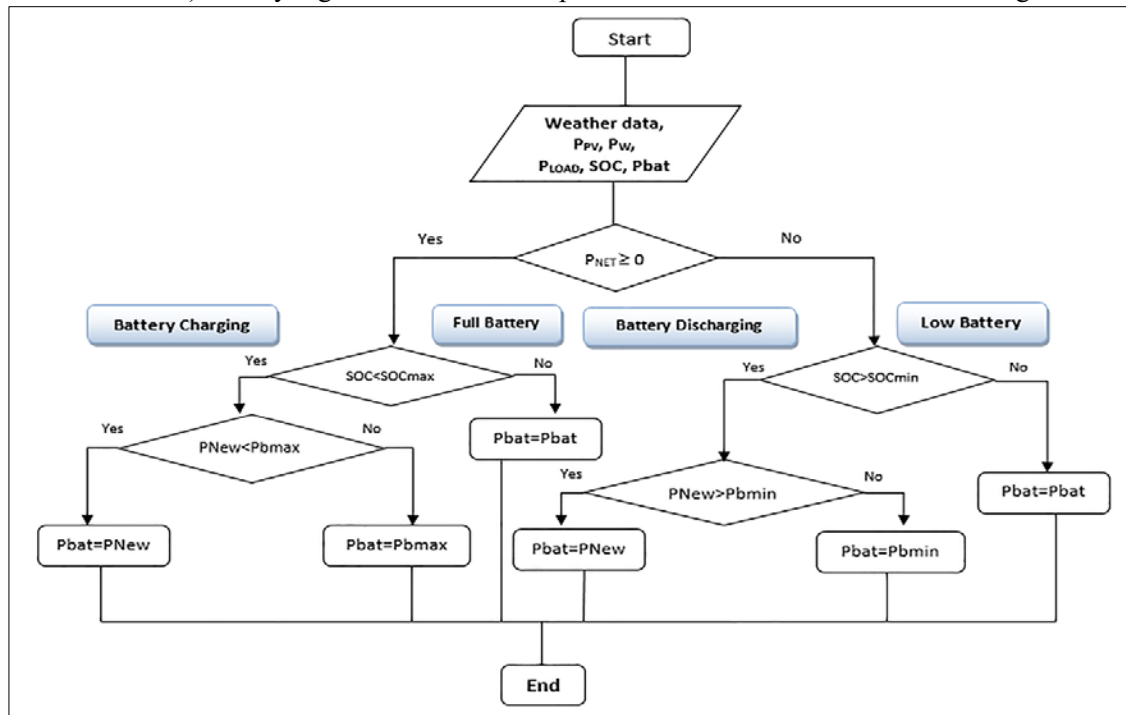 Start
Weather data,
PPV, PW,
PLOAD, SOC, Pbat
Yes
No
PNET ≥ 0
Battery Charging
Full Battery
Battery Discharging
Low Battery
Yes
SOC<SOCmax
No
Yes
SOC>SOCmin
No
Yes
PNew<Pbmax
No
Pbat=Pbat
Yes
PNew>Pbmin
No
Pbat=Pbat
Pbat=PNew
Pbat=Pbmax
Pbat=PNew
Pbat=Pbmin
End